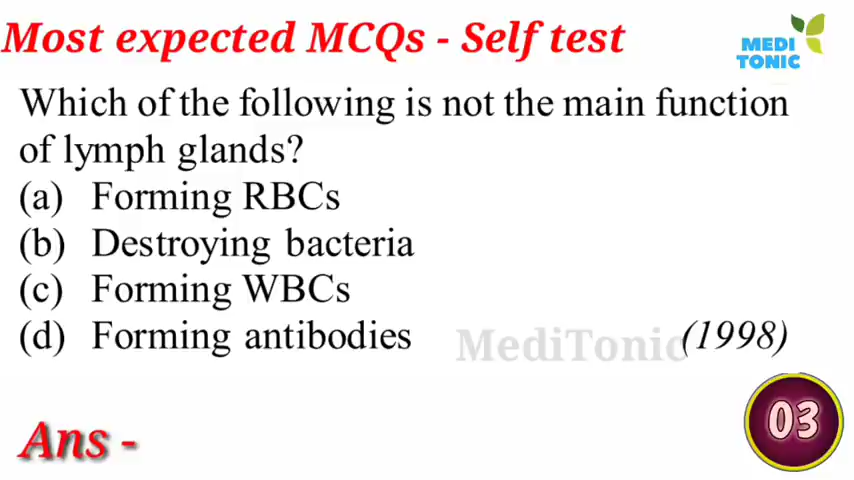 Most expected MCQs - Self test
MEDI
TONIC
Which of the following is not the main function
of lymph glands?
(a) Forming RBCs
(b) Destroying bacteria
(c) Forming WBCs
(d) Forming antibodies MediTonic (1998)
Ans -
03